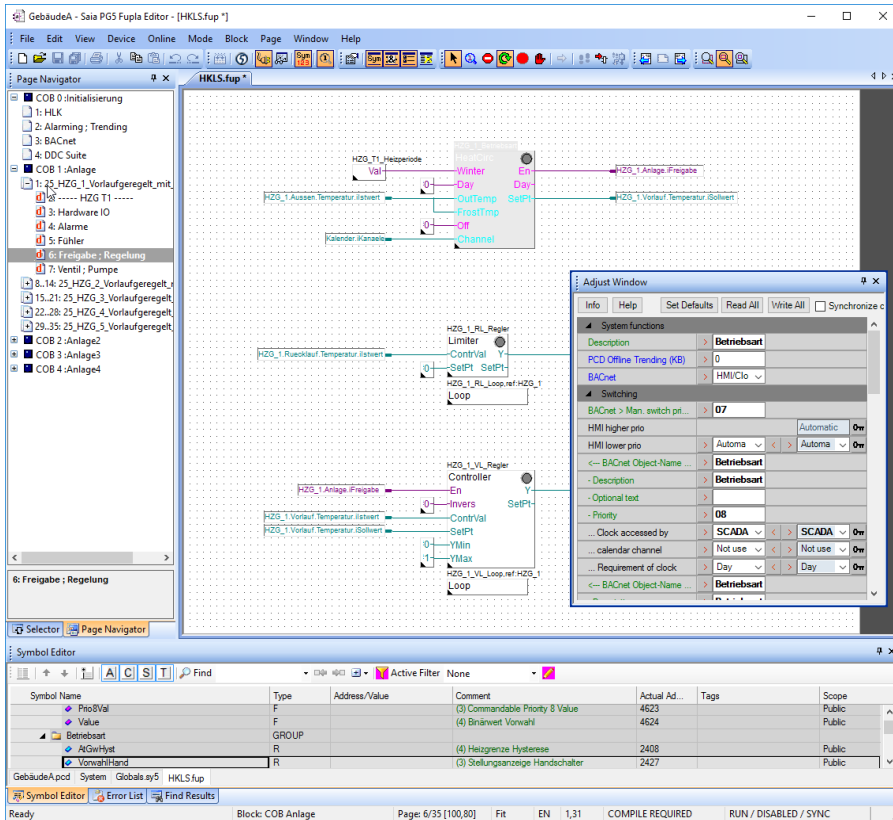 GebäudeA - Saia PG5 Fupla Editor - [HKLS.fup *]
File Edit View Device Online Mode Block Page Window Help
Page Navigator
HKLS.fup *
COB 0 :Initialisierung
1: HLK
2: Alarming ; Trending
3: BACnet
4: DDC Suite
COB 1 :Anlage
1: 25_HZG_1_Vorlaufgeregelt_mit_
----- HZG T1 -----
3: Hardware IO
4: Alarme
5: Fühler
6: Freigabe ; Regelung
7: Ventil ; Pumpe
8..14: 25_HZG_2_Vorlaufgeregelt_r
15..21: 25_HZG_3_Vorlaufgeregelt_
22..28: 25_HZG_4_Vorlaufgeregelt_
29..35: 25_HZG_5_Vorlaufgeregelt_
COB 2 :Anlage2
COB 3 :Anlage3
COB 4 :Anlage4
6: Freigabe ; Regelung
Selector Page Navigator
HZG_1_Betriebsart
HZG_T1_Heizperiode
HeatCirc
Val Winter En HZG_1.Anlage.iFreigabe
0 Day Day
HZG_1.Aussen.Temperatur.iIstwert OutTemp SetPt HZG_1.Vorlauf.Temperatur.iSollwert
FrostTmp
0 Off
Kalender.iKanaele Channel
HZG_1_RL_Regler
Limiter
HZG_1.Ruecklauf.Temperatur.iIstwert ContrVal Y
0 SetPt SetPt
HZG_1_RL_Loop,ref:HZG_1
Loop
HZG_1_VL_Regler
Controller
HZG_1.Anlage.iFreigabe En Y
0 Invers SetPt
HZG_1.Vorlauf.Temperatur.iIstwert ContrVal
HZG_1.Vorlauf.Temperatur.iSollwert SetPt
0 YMin
1 YMax
HZG_1_VL_Loop,ref:HZG_1
Loop
Adjust Window
Info Help Set Defaults Read All Write All Synchronize c
System functions
Description > Betriebsart
PCD Offline Trending (KB) > 0
BACnet > HMI/Clo
Switching
BACnet > Man. switch pri... > 07
HMI higher prio Automatic
HMI lower prio > Automa < > Automa
<-- BACnet Object-Name ... > Betriebsart
- Description > Betriebsart
- Optional text >
- Priority > 08
... Clock accessed by > SCADA < > SCADA
... calendar channel > Not use < > Not use
... Requirement of clock > Day < > Day
<-- BACnet Object-Name ... > Betriebsart
Symbol Editor
A C S T Find Active Filter None
Symbol Name Type Address/Value Comment Actual Ad... Tags Scope
Prio8Val F (3) Commandable Priority 8 Value 4623 Public
Value F (4) Binärwert Vorwahl 4624 Public
Betriebsart GROUP
AtGwHyst R (4) Heizgrenze Hysterese 2408 Public
VorwahlHand R (3) Stellungsanzeige Handschalter 2427 Public
GebäudeA.pcd System Globals.sy5 HKLS.fup
Symbol Editor Error List Find Results
Ready Block: COB Anlage Page: 6/35 [100,80] Fit EN 1,31 COMPILE REQUIRED RUN / DISABLED / SYNC